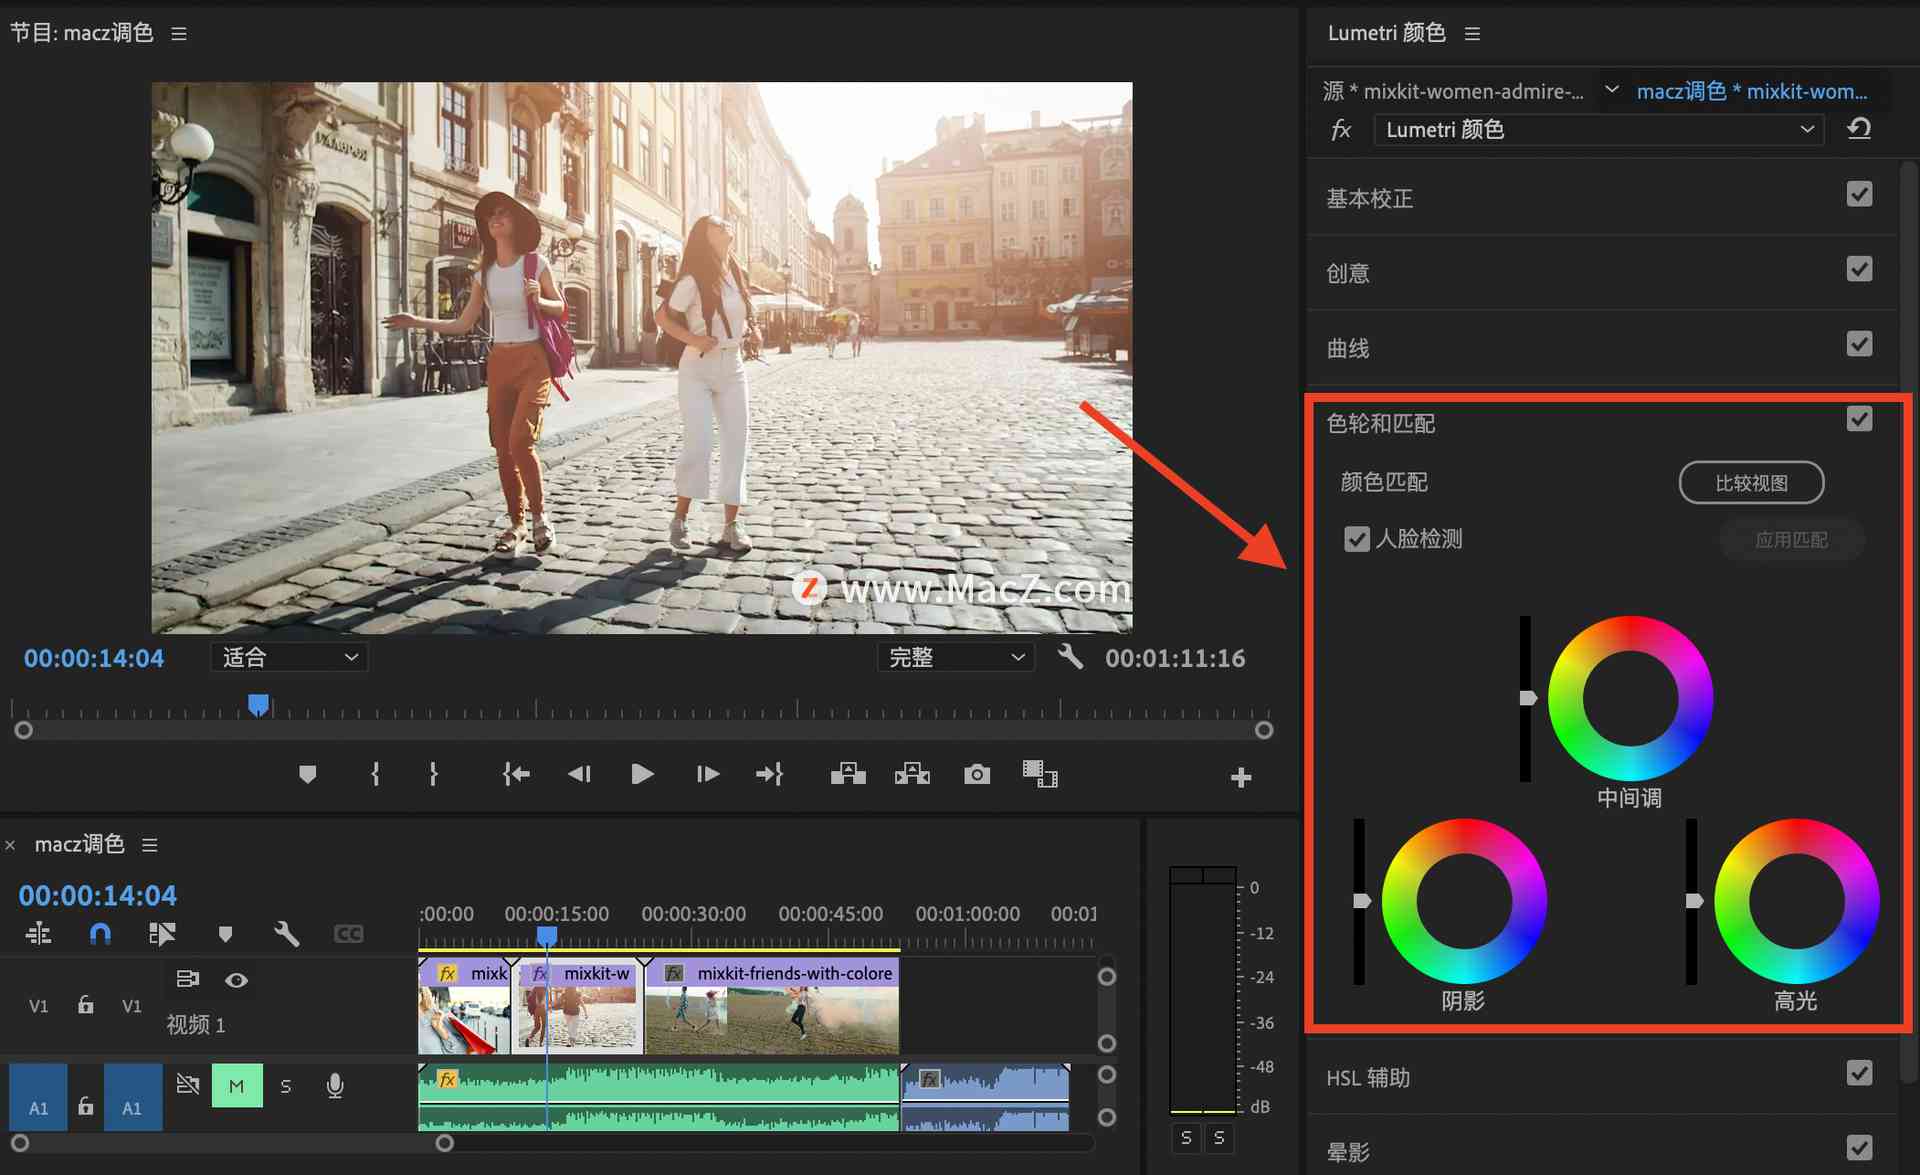 节目: macz调色
www.MacZ.com
00:00:14:04
适合
完整
00:01:11:16
macz调色
00:00:14:04
:00:00
00:00:15:00
00:00:30:00
00:00:45:00
00:01:00:00
00:01
CC
V1
V1
视频 1
fx mixk
fx mixkit-w
fx mixkit-friends-with-colore
A1
A1
M
S
fx
fx
0
-12
-24
-36
-48
dB
S S
Lumetri 颜色
源 * mixkit-women-admire-...
macz调色 * mixkit-wom...
fx Lumetri 颜色
基本校正
创意
曲线
色轮和匹配
颜色匹配
比较视图
人脸检测
应用匹配
中间调
阴影
高光
HSL 辅助
晕影